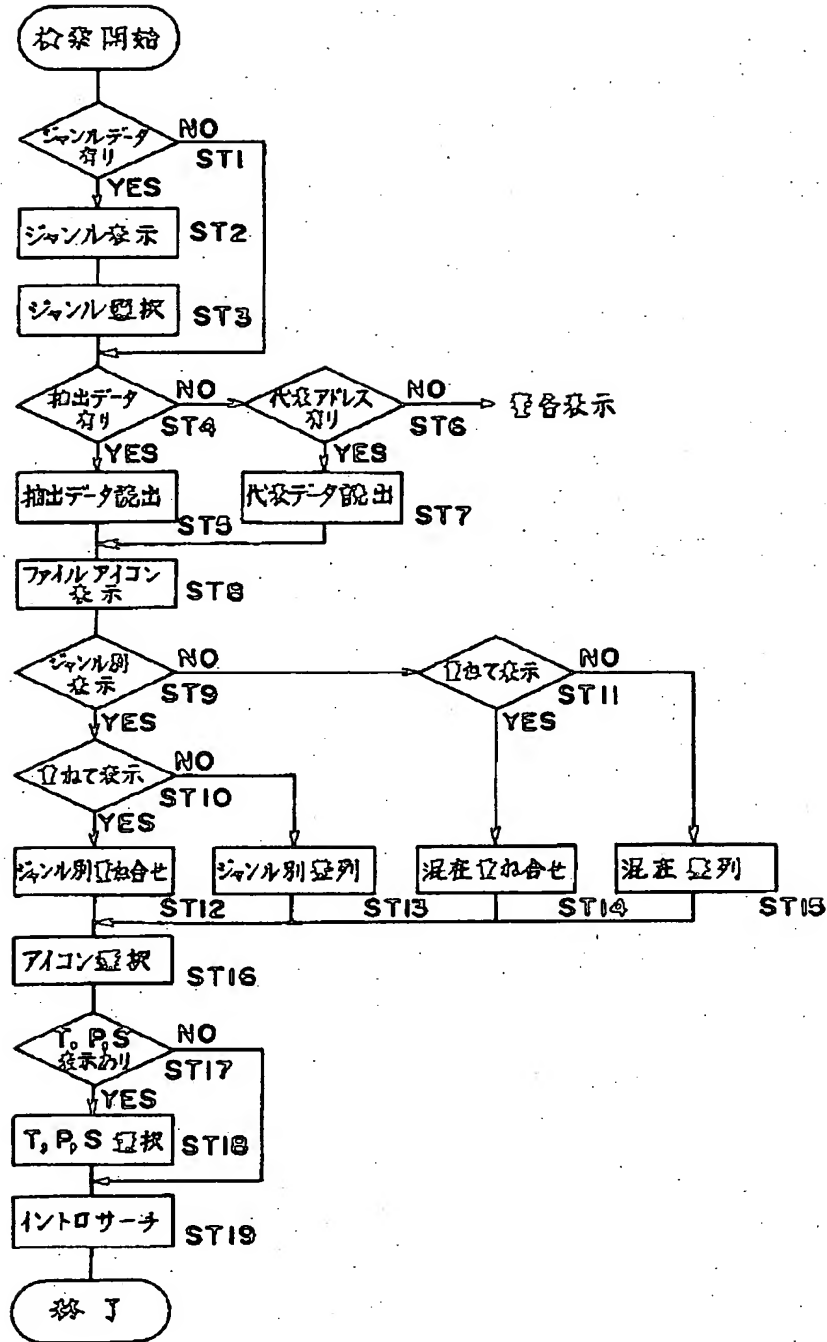 検索開始
ジャンルデータ
有り
NO
ST1
YES
ジャンル表示
ST2
ジャンル選択
ST3
抽出データ
有り
NO
ST4
代表アドレス
有り
NO
ST6
表示
YES
YES
抽出データ読出
ST5
代表データ読出
ST7
ファイルアイコン
表示
ST8
ジャンル別
表示
NO
ST9
重ねて表示
NO
ST11
YES
YES
重ねて表示
NO
ST10
YES
ジャンル別重ね合せ
ST12
ジャンル別並列
ST13
混在重ね合せ
ST14
混在並列
ST15
アイコン選択
ST16
T, P, S
表示あり
NO
ST17
YES
T, P, S 選択
ST18
イントロサーチ
ST19
終了